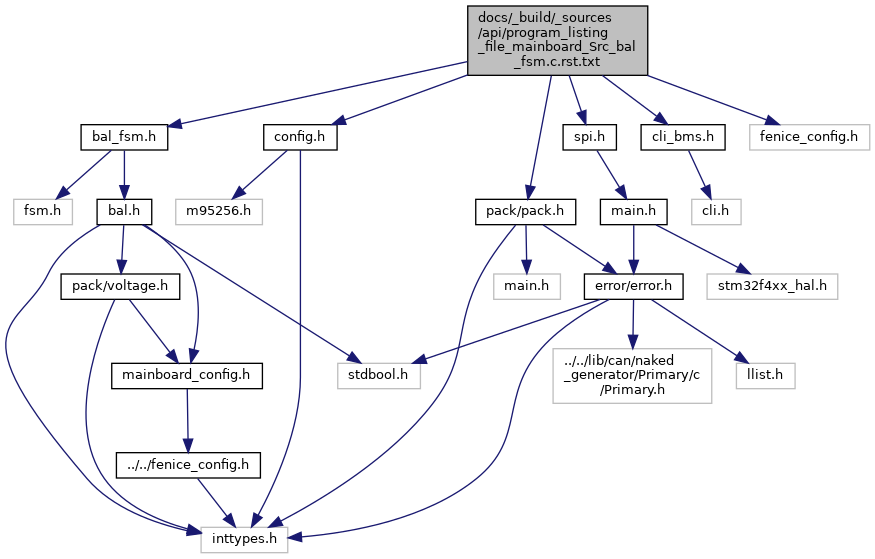 docs/_build/_sources
/api/program_listing
_file_mainboard_Src_bal
_fsm.c.rst.txt
bal_fsm.h
config.h
spi.h
cli_bms.h
fenice_config.h
fsm.h
bal.h
m95256.h
pack/pack.h
main.h
cli.h
pack/voltage.h
main.h
error/error.h
stm32f4xx_hal.h
mainboard_config.h
stdbool.h
../../lib/can/naked
_generator/Primary/c
/Primary.h
llist.h
../../fenice_config.h
inttypes.h